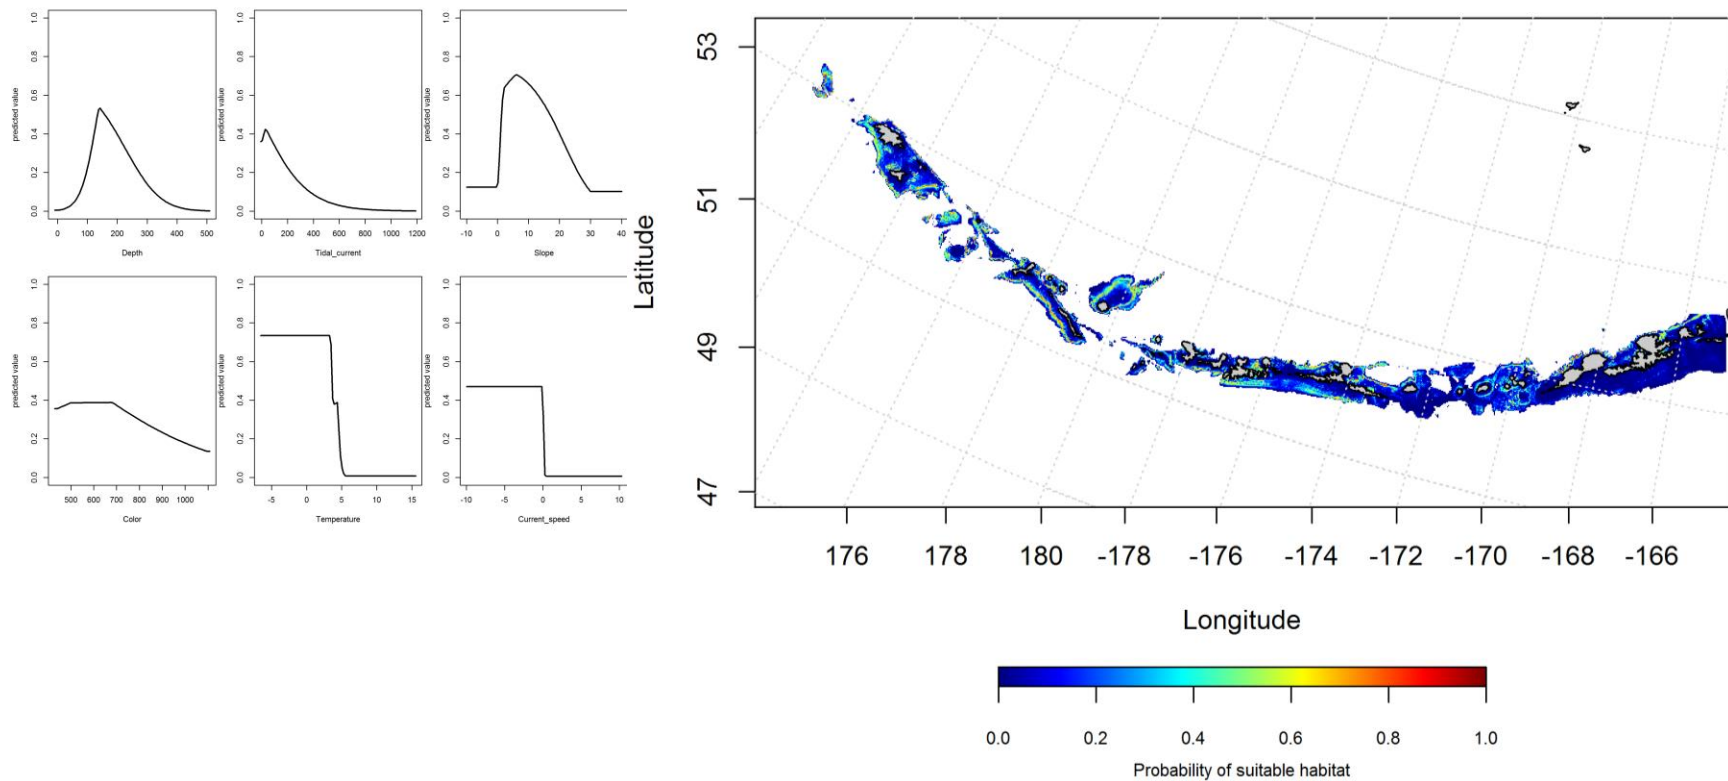 predicted value
0.0 0.2 0.4 0.6 0.8 1.0
0 100 200 300 400 500
Depth
predicted value
0.0 0.2 0.4 0.6 0.8 1.0
0 200 400 600 800 1000 1200
Tidal_current
predicted value
0.0 0.2 0.4 0.6 0.8 1.0
-10 0 10 20 30 40
Slope
predicted value
0.0 0.2 0.4 0.6 0.8 1.0
500 600 700 800 900 1000
Color
predicted value
0.0 0.2 0.4 0.6 0.8 1.0
-5 0 5 10 15
Temperature
predicted value
0.0 0.2 0.4 0.6 0.8 1.0
-10 -5 0 5 10
Current_speed
Latitude
53
51
49
47
176 178 180 -178 -176 -174 -172 -170 -168 -166
Longitude
0.0 0.2 0.4 0.6 0.8 1.0
Probability of suitable habitat